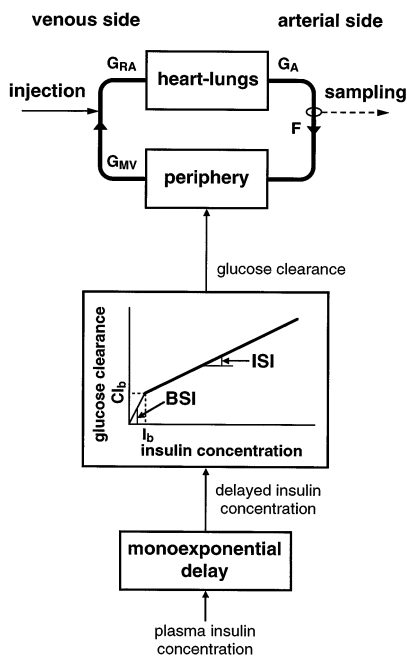 venous side
arterial side
G_RA
heart-lungs
G_A
injection
sampling
F
G_MV
periphery
glucose clearance
glucose clearance
Cl_b
ISI
BSI
I_b
insulin concentration
delayed insulin
concentration
monoexponential
delay
plasma insulin
concentration